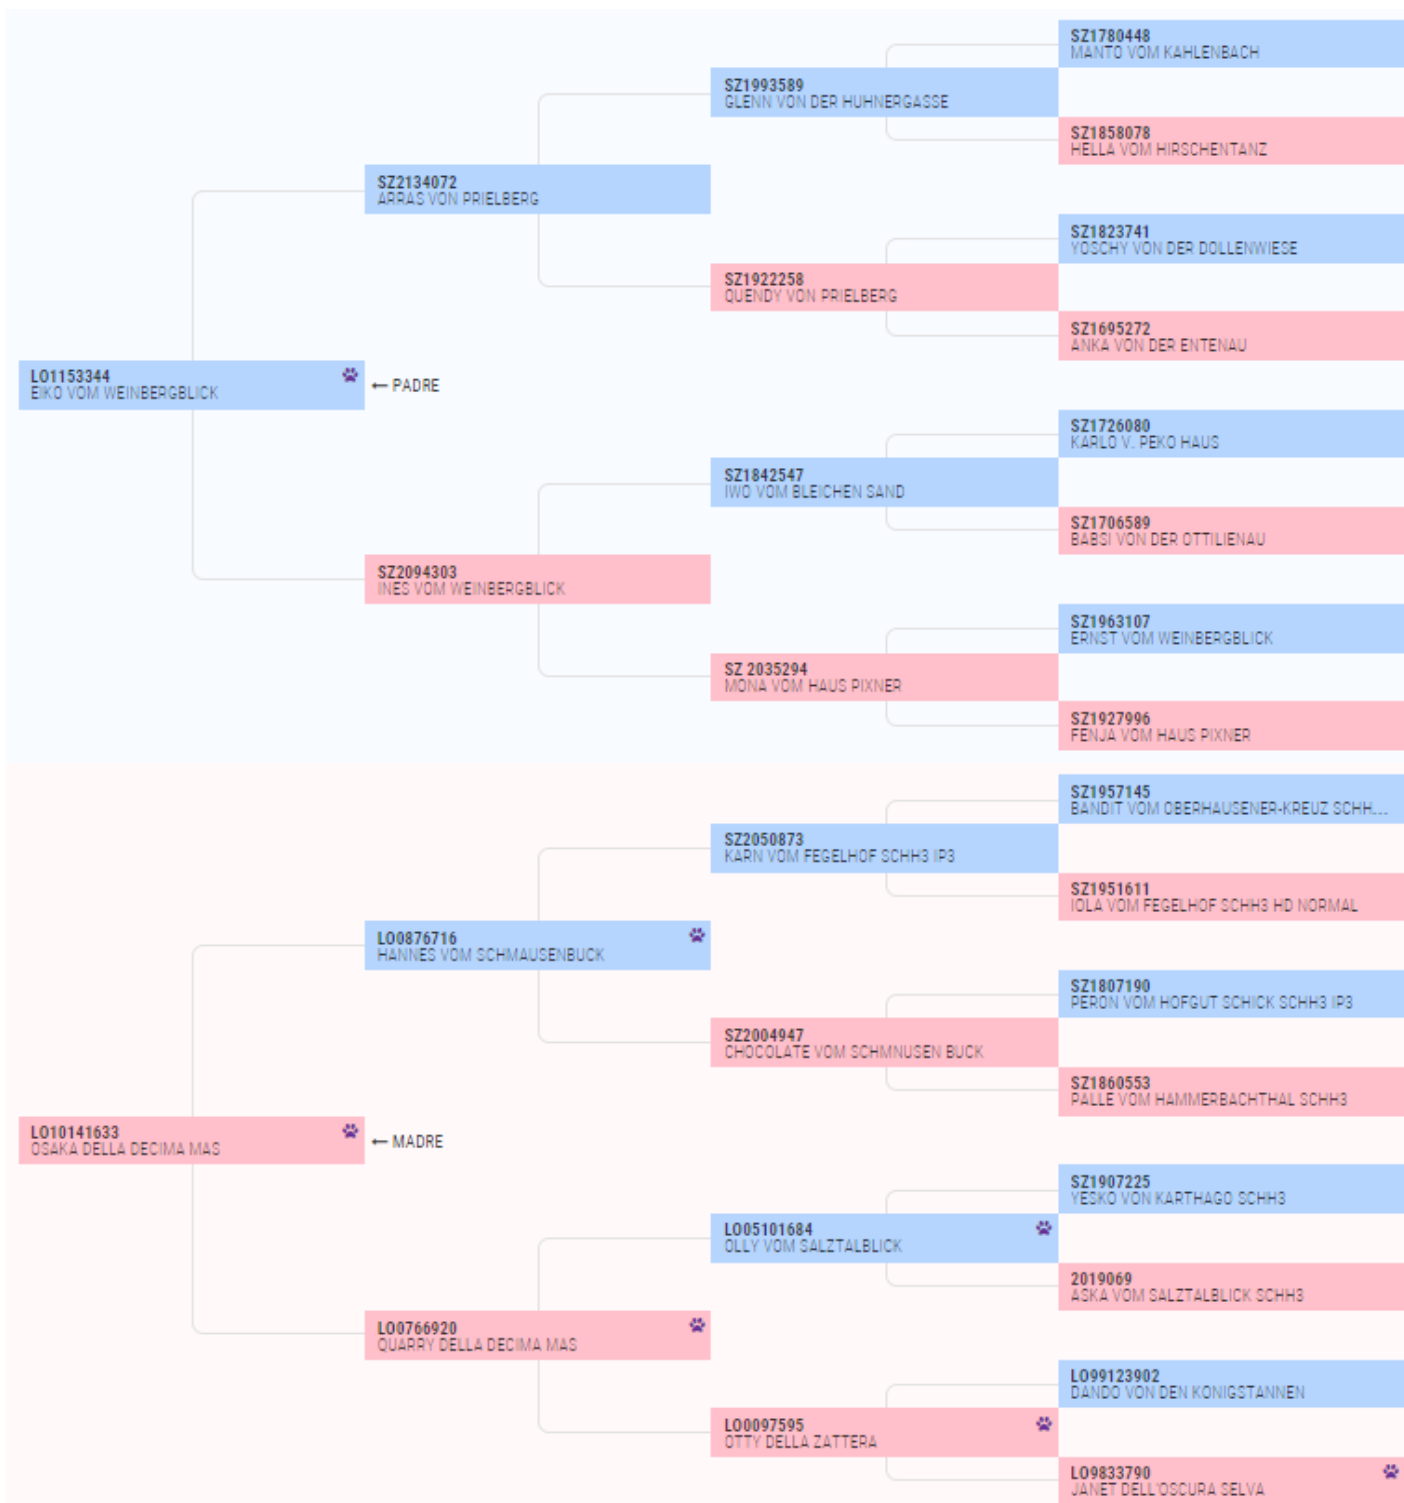 SZ1780448
MANTO VOM KAHLENBACH
SZ1993589
GLENN VON DER HUHNERGASSE
SZ1858078
HELLA VOM HIRSCHENTANZ
SZ2134072
ARRAS VON PRIELBERG
SZ1823741
YOSCHY VON DER DOLLENWIESE
SZ1922258
QUENDY VON PRIELBERG
SZ1695272
ANKA VON DER ENTENAU
LO1153344
EIKO VOM WEINBERGBLICK
← PADRE
SZ1726080
KARLO V. PEKO HAUS
SZ1842547
IWO VOM BLEICHEN SAND
SZ1706589
BABSI VON DER OTTILIENAU
SZ2094303
INES VOM WEINBERGBLICK
SZ1963107
ERNST VOM WEINBERGBLICK
SZ 2035294
MONA VOM HAUS PIXNER
SZ1927996
FENJA VOM HAUS PIXNER
SZ1957145
BANDIT VOM OBERHAUSENER-KREUZ SCHH...
SZ2050873
KARN VOM FEGELHOF SCHH3 IP3
SZ1951611
IOLA VOM FEGELHOF SCHH3 HD NORMAL
LO0876716
HANNES VOM SCHMAUSENBUCK
SZ1807190
PERON VOM HOFGUT SCHICK SCHH3 IP3
SZ2004947
CHOCOLATE VOM SCHMNUSEN BUCK
SZ1860553
PALLE VOM HAMMERBACHTHAL SCHH3
LO10141633
OSAKA DELLA DECIMA MAS
← MADRE
SZ1907225
YESKO VON KARTHAGO SCHH3
LO05101684
OLLY VOM SALZTALBLICK
2019069
ASKA VOM SALZTALBLICK SCHH3
LO0766920
QUARRY DELLA DECIMA MAS
LO99123902
DANDO VON DEN KONIGSTANNEN
LO0097595
OTTY DELLA ZATTERA
LO9833790
JANET DELL'OSCURA SELVA